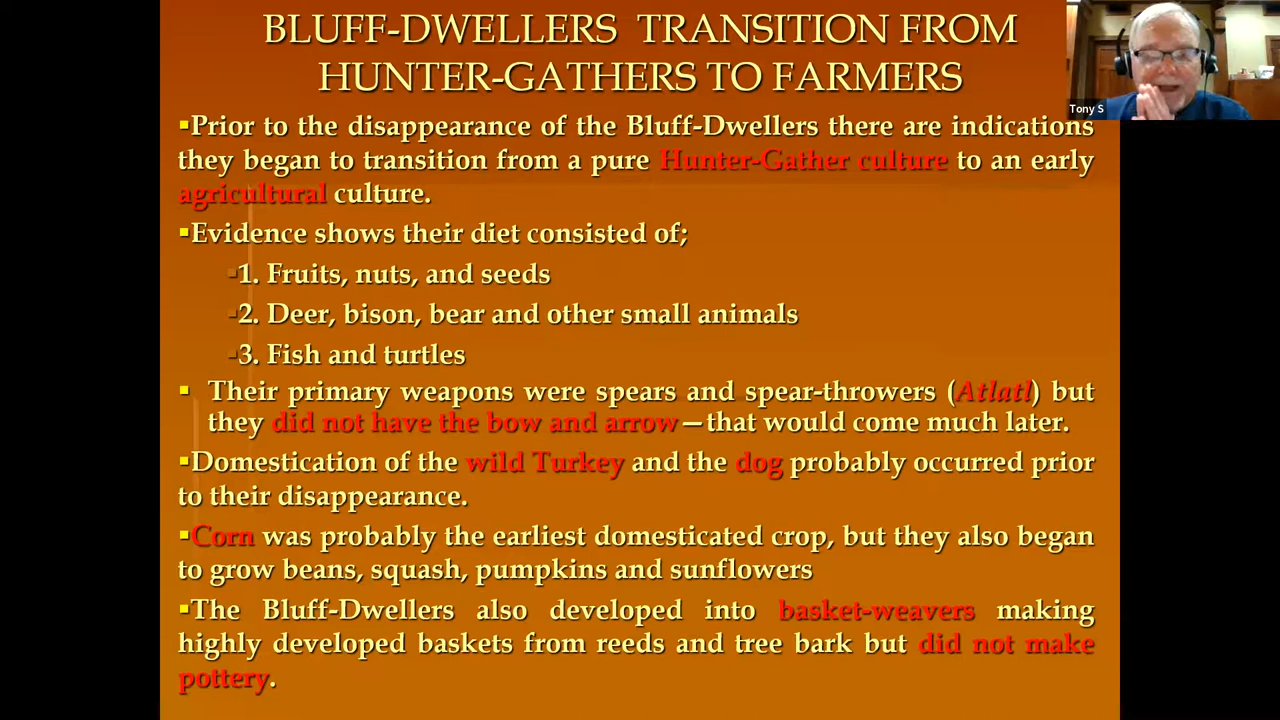 BLUFF-DWELLERS TRANSITION FROM
HUNTER-GATHERS TO FARMERS
Tony S
▪Prior to the disappearance of the Bluff-Dwellers there are indications
they began to transition from a pure Hunter-Gather culture to an early
agricultural culture.
▪Evidence shows their diet consisted of;
▪1. Fruits, nuts, and seeds
▪2. Deer, bison, bear and other small animals
▪3. Fish and turtles
▪ Their primary weapons were spears and spear-throwers (Atlatl) but
they did not have the bow and arrow—that would come much later.
▪Domestication of the wild Turkey and the dog probably occurred prior
to their disappearance.
▪Corn was probably the earliest domesticated crop, but they also began
to grow beans, squash, pumpkins and sunflowers
▪The Bluff-Dwellers also developed into basket-weavers making
highly developed baskets from reeds and tree bark but did not make
pottery.